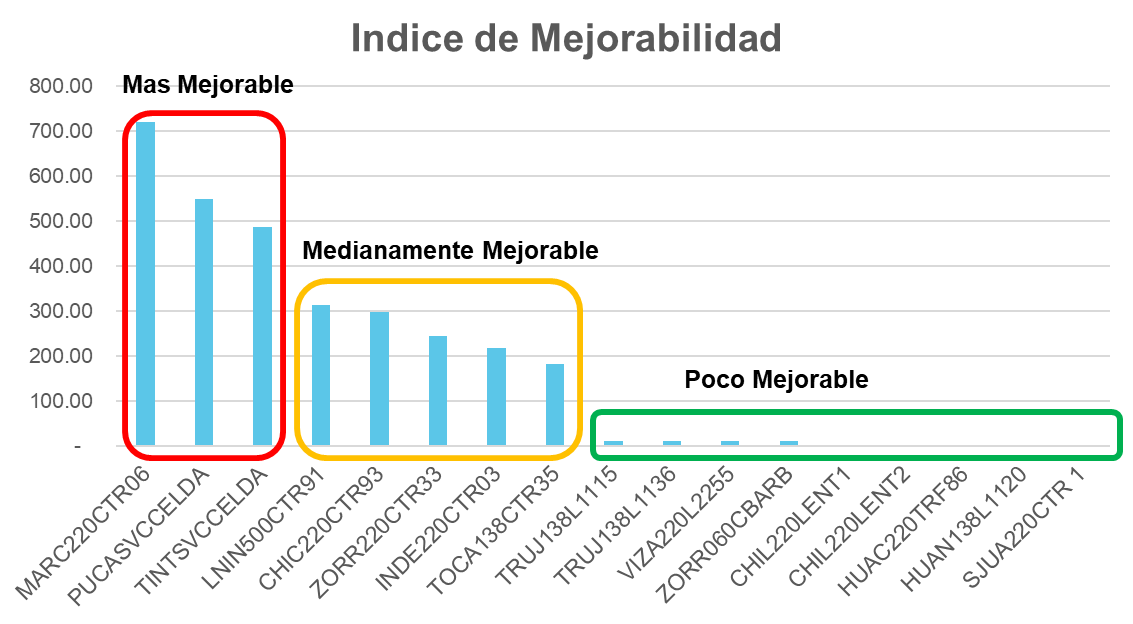 Indice de Mejorabilidad
Mas Mejorable
800.00
700.00
600.00
500.00
Medianamente Mejorable
400.00
300.00
200.00
Poco Mejorable
100.00
-
MARC220CTR06
PUCASVCCELDA
TINTSVCCELDA
LNIN500CTR91
CHIC220CTR93
ZORR220CTR33
INDE220CTR03
TOCA138CTR35
TRUJ138L1115
TRUJ138L1136
VIZA220L2255
ZORR060CBARB
CHIL220LENT1
CHIL220LENT2
HUAC220TRF86
HUAN138L1120
SJUA220CTR 1